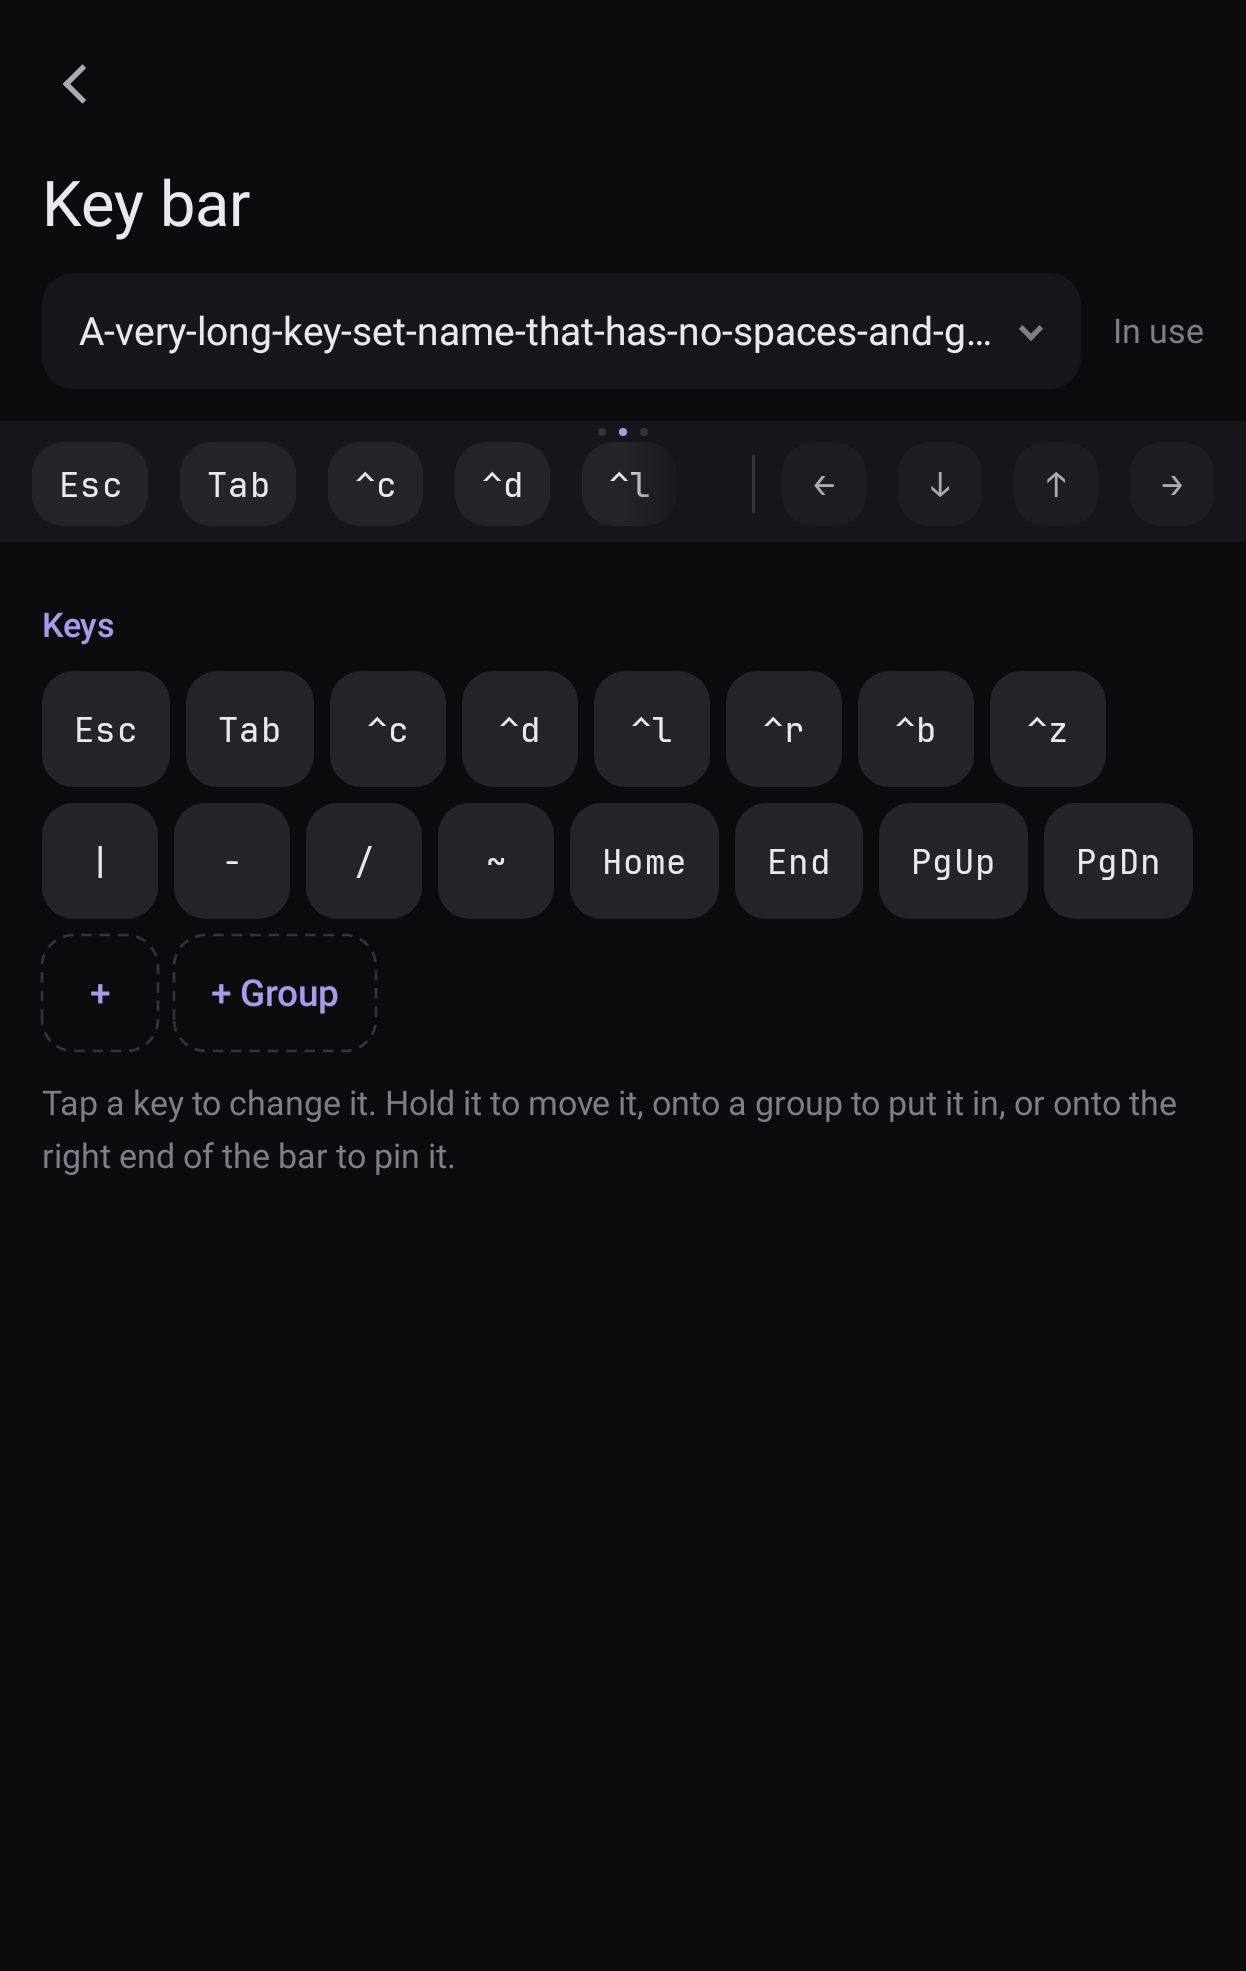 Key bar
A-very-long-key-set-name-that-has-no-spaces-and-g... In use
Esc Tab ^c ^d ^l ← ↓ ↑ →
Keys
Esc Tab ^c ^d ^l ^r ^b ^z
| - / ~ Home End PgUp PgDn
+ + Group
Tap a key to change it. Hold it to move it, onto a group to put it in, or onto the
right end of the bar to pin it.